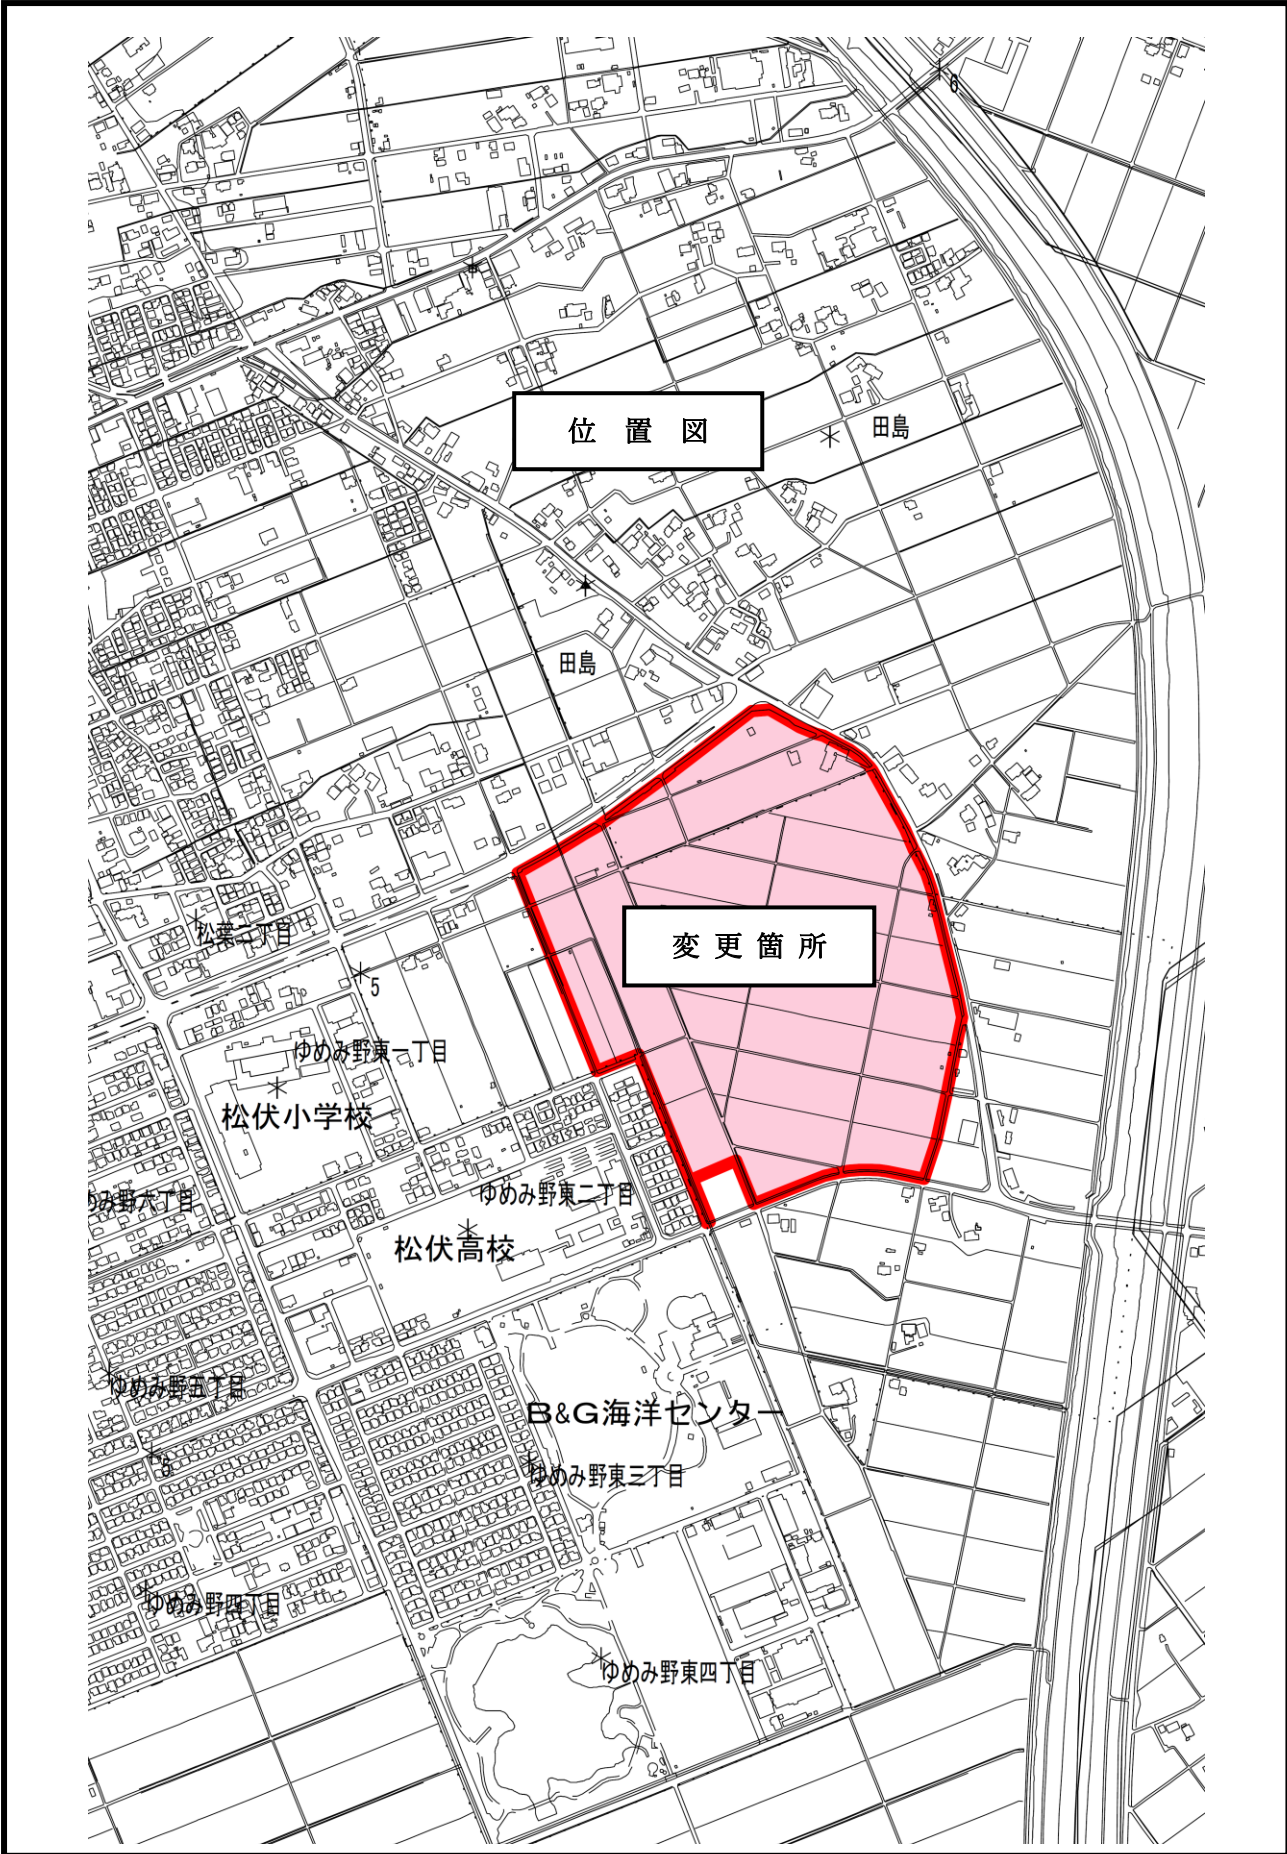 6
位置図
田島
田島
変更箇所
松葉二丁目
5
ゆめみ野東一丁目
松伏小学校
ゆめみ野東二丁目
めみ野六丁目
松伏高校
ゆめみ野五丁目
B&G海洋センター
5
ゆめみ野東三丁目
ゆめみ野四丁目
ゆめみ野東四丁目